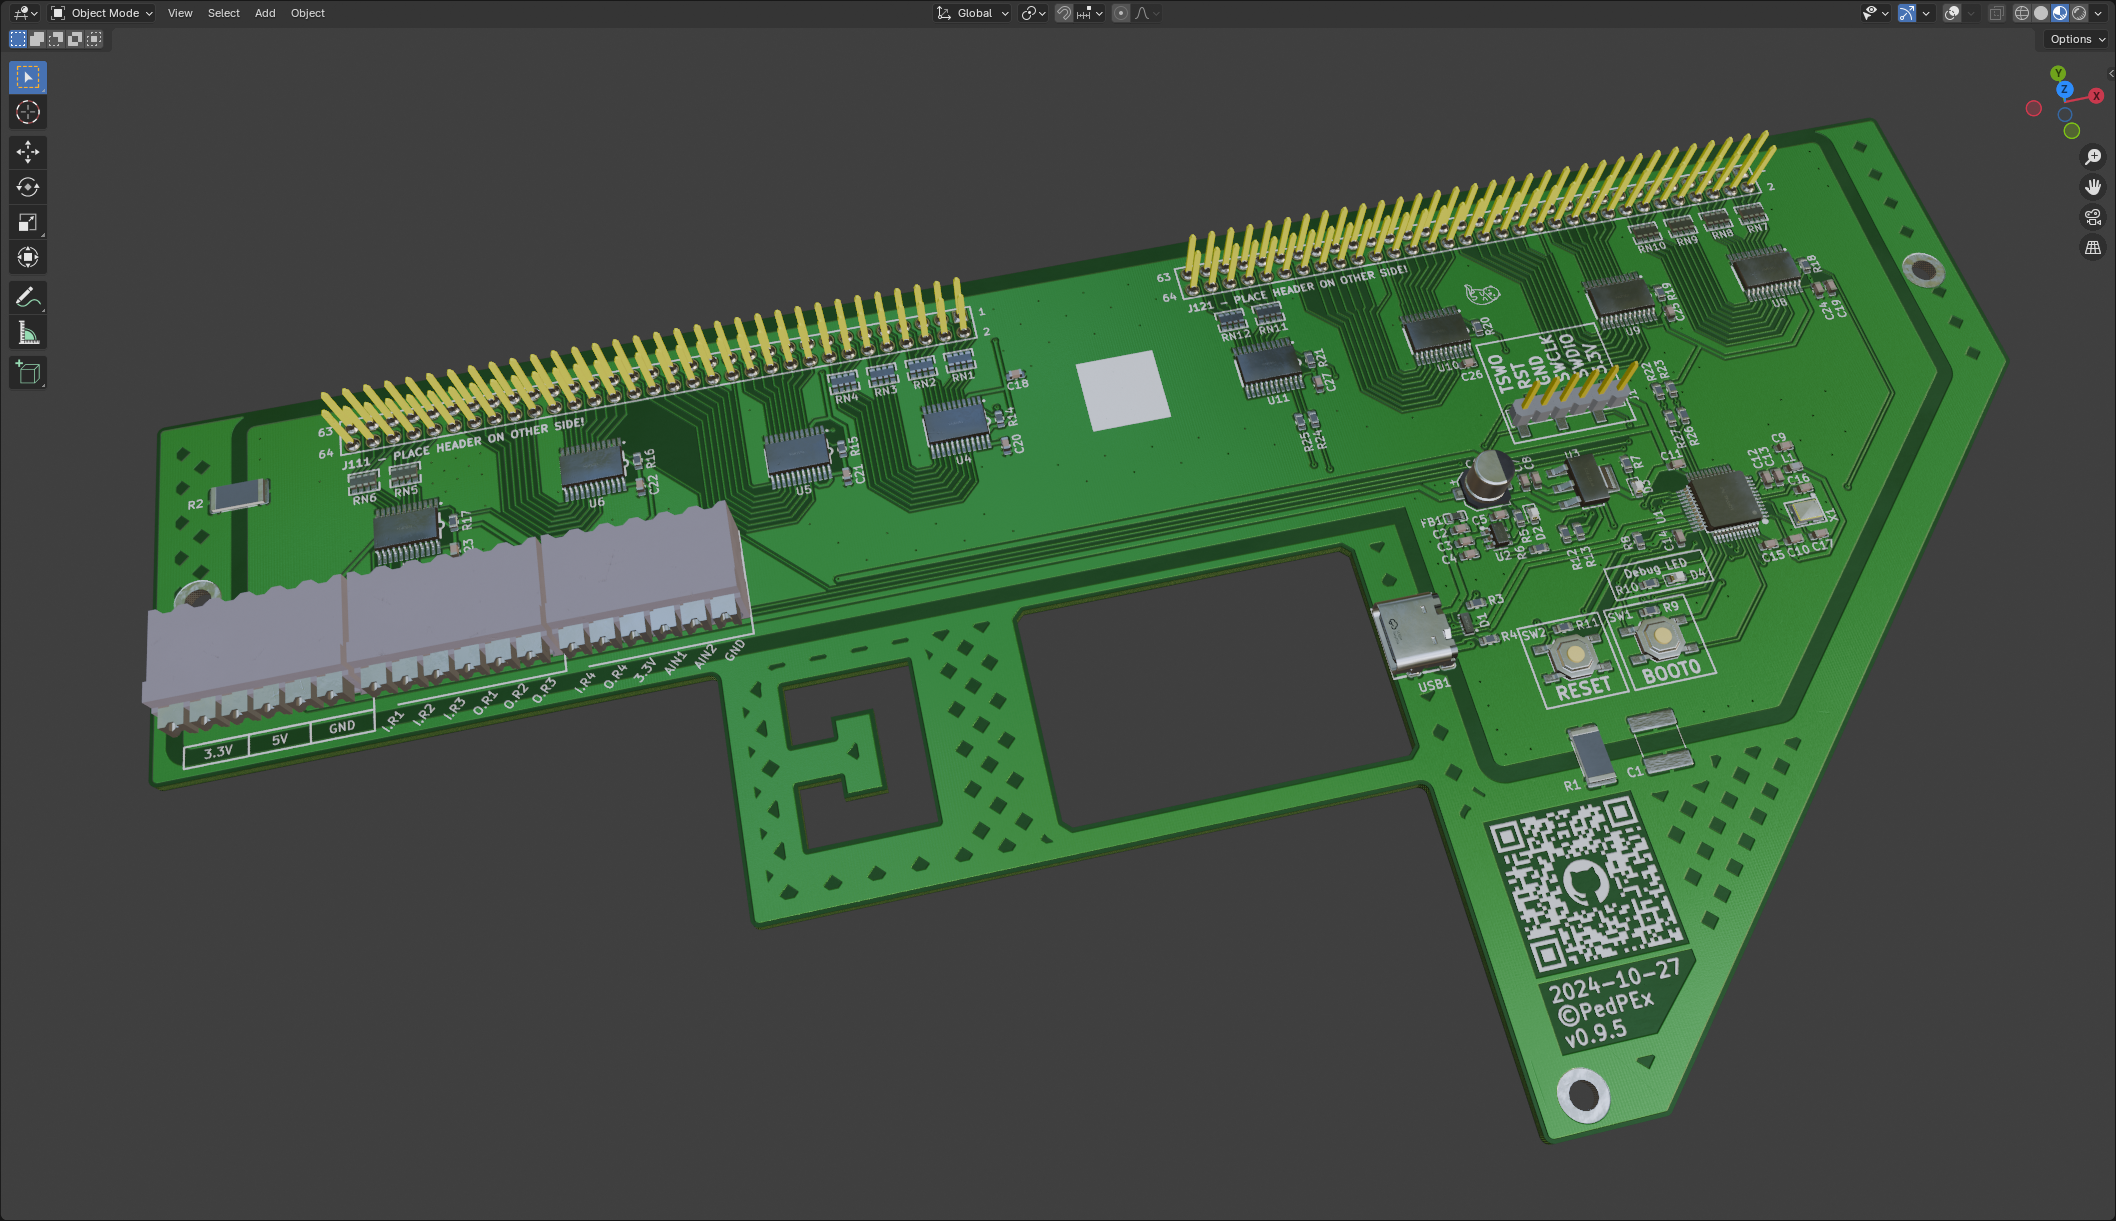 Object Mode
View
Select
Add
Object
Global
Options
Y
Z
X
1
2
63
64
J121 - PLACE HEADER ON OTHER SIDE!
RN12
RN11
RN10
RN9
RN8
RN7
R18
U8
C24
C19
R19
U9
C25
R20
U10
C26
R21
U11
C27
R25
R24
TSWO
RST
GND
SWCLK
SWDIO
3.3V
R22
R23
R27
R26
1
2
63
64
J111 - PLACE HEADER ON OTHER SIDE!
RN6
RN5
RN4
RN3
RN2
RN1
C18
R14
U4
C20
R15
U5
C21
R16
U6
C22
R17
R2
C8
U3
R7
C11
C9
C12
C13
L1
C16
X1
U1
C15
C10
C17
FB1
C5
C2
C3
C4
U2
R6
R5
D2
R12
R13
R8
C14
Debug LED
R10
D4
R3
D1
R4
USB1
SW2
R11
RESET
SW1
R9
BOOT0
R1
C1
3.3V
5V
GND
I.R1
I.R2
I.R3
O.R1
O.R2
O.R3
I.R4
O.R4
3.3V
AIN1
AIN2
GND
2024-10-27
©PedPEx
v0.9.5